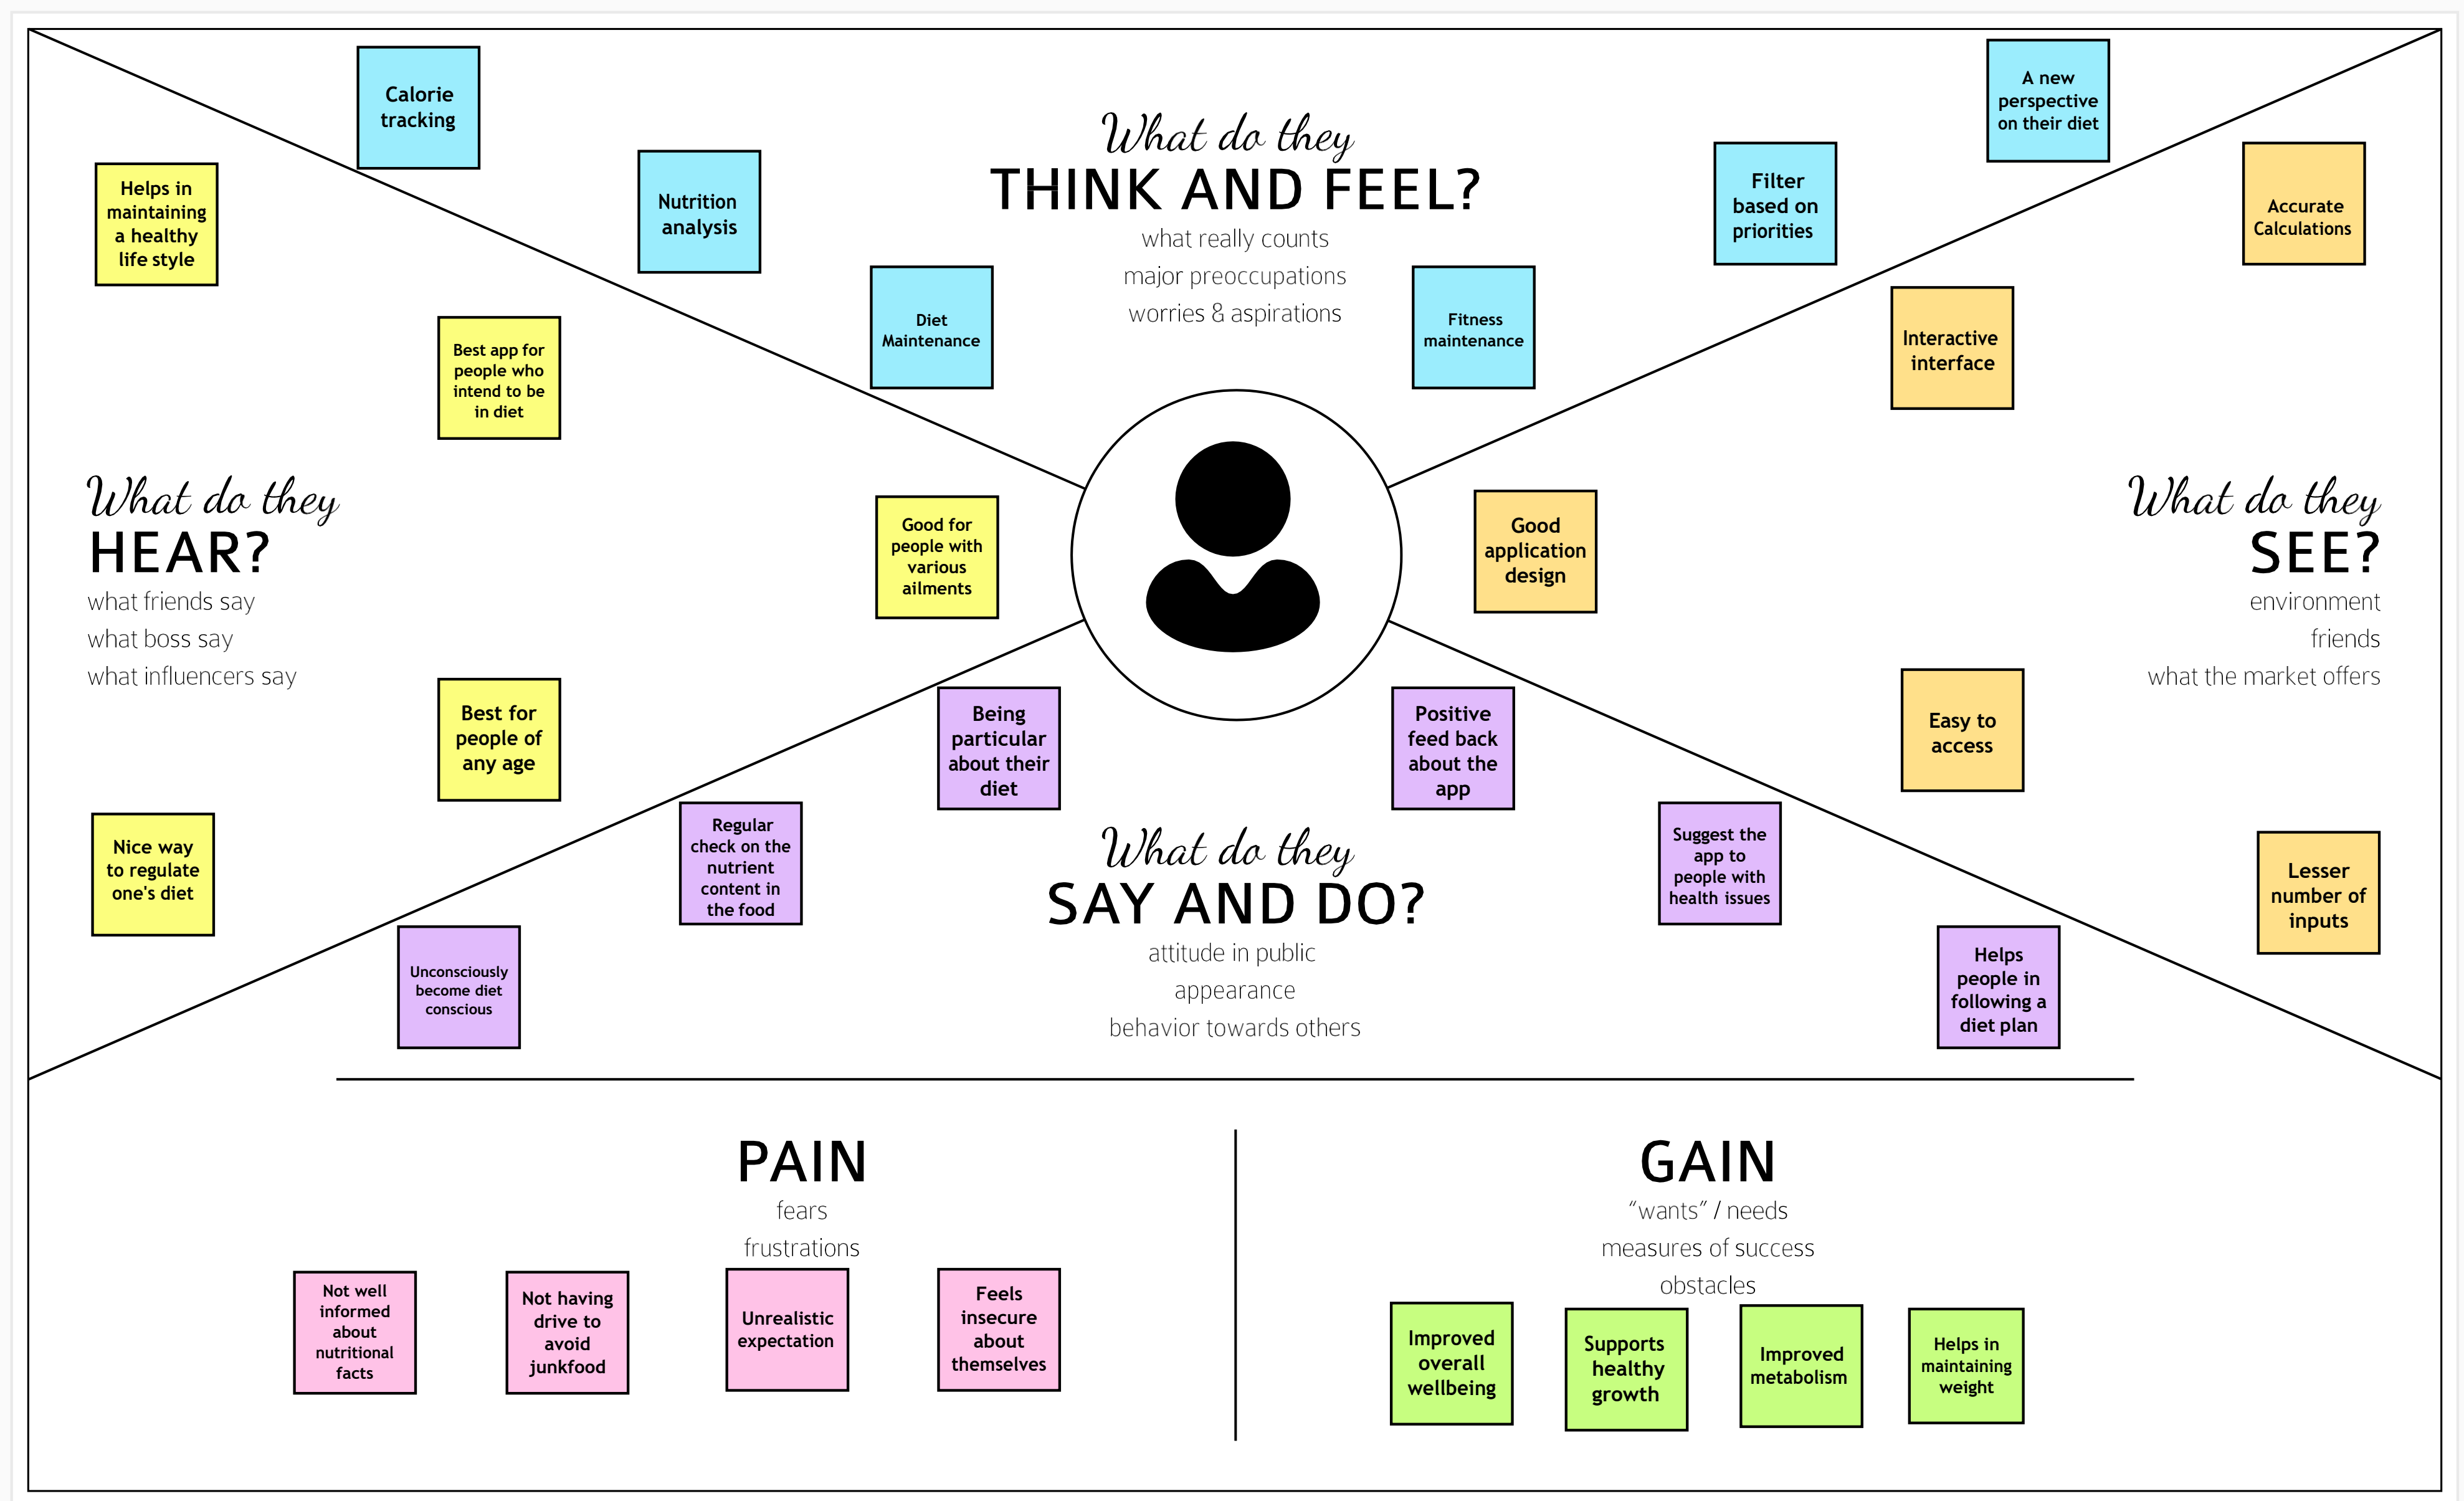 Calorie
tracking
Nutrition
analysis
Diet
Maintenance
What do they
THINK AND FEEL?
what really counts
major preoccupations
worries & aspirations
Fitness
maintenance
Filter
based on
priorities
A new
perspective
on their diet
Helps in
maintaining
a healthy
life style
Best app for
people who
intend to be
in diet
Good for
people with
various
ailments
What do they
HEAR?
what friends say
what boss say
what influencers say
Best for
people of
any age
Nice way
to regulate
one's diet
Accurate
Calculations
Interactive
interface
Good
application
design
What do they
SEE?
environment
friends
what the market offers
Easy to
access
Lesser
number of
inputs
Being
particular
about their
diet
Positive
feed back
about the
app
Regular
check on the
nutrient
content in
the food
Suggest the
app to
people with
health issues
Unconsciously
become diet
conscious
Helps
people in
following a
diet plan
What do they
SAY AND DO?
attitude in public
appearance
behavior towards others
PAIN
fears
frustrations
Not well
informed
about
nutritional
facts
Not having
drive to
avoid
junkfood
Unrealistic
expectation
Feels
insecure
about
themselves
GAIN
“wants” / needs
measures of success
obstacles
Improved
overall
wellbeing
Supports
healthy
growth
Improved
metabolism
Helps in
maintaining
weight